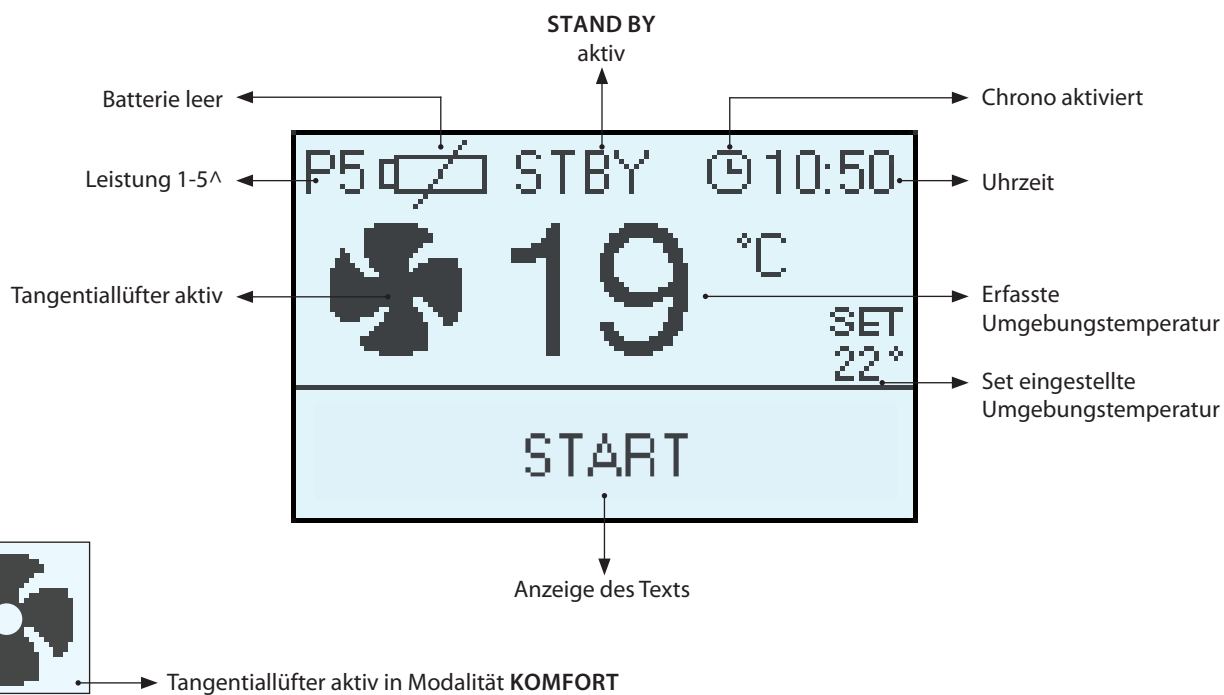 STAND BY
aktiv
Batterie leer
Chrono aktiviert
P5 STBY 10:50
Leistung 1-5^
Uhrzeit
19 °C
Tangentiallüfter aktiv
Erfasste
Umgebungstemperatur
SET
22°
Set eingestellte
Umgebungstemperatur
START
Anzeige des Texts
Tangentiallüfter aktiv in Modalität KOMFORT